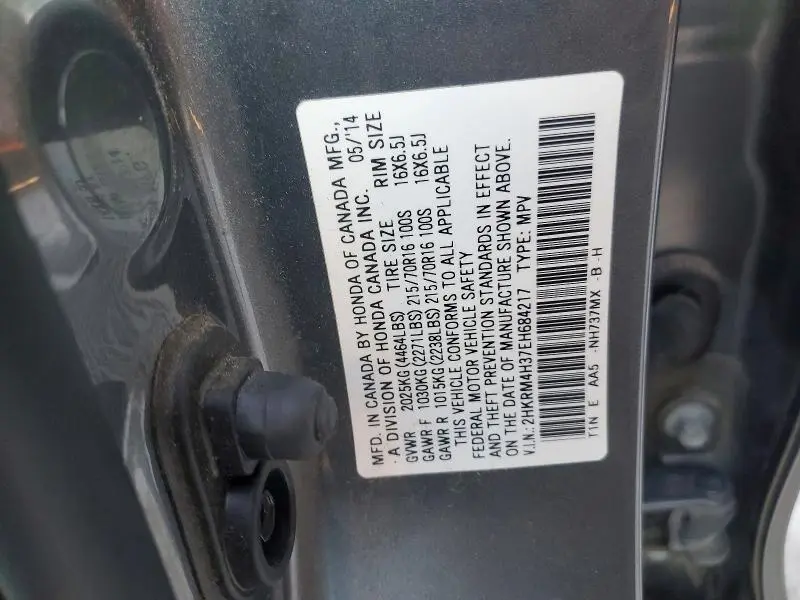 MFD. IN CANADA BY HONDA OF CANADA MFG.,
A DIVISION OF HONDA CANADA INC. 05/'14
GVWR 2025KG(4464LBS) TIRE SIZE RIM SIZE
GAWR F 1030KG(2271LBS) 215/70R16 100S 16X6.5J
GAWR R 1015KG(2238LBS) 215/70R16 100S 16X6.5J
THIS VEHICLE CONFORMS TO ALL APPLICABLE
FEDERAL MOTOR VEHICLE SAFETY
AND THEFT PREVENTION STANDARDS IN EFFECT
ON THE DATE OF MANUFACTURE SHOWN ABOVE.
V.I.N.: 2HKRM4H37EH684217 TYPE: MPV
T1N E AA5 -NH737MX -B -H